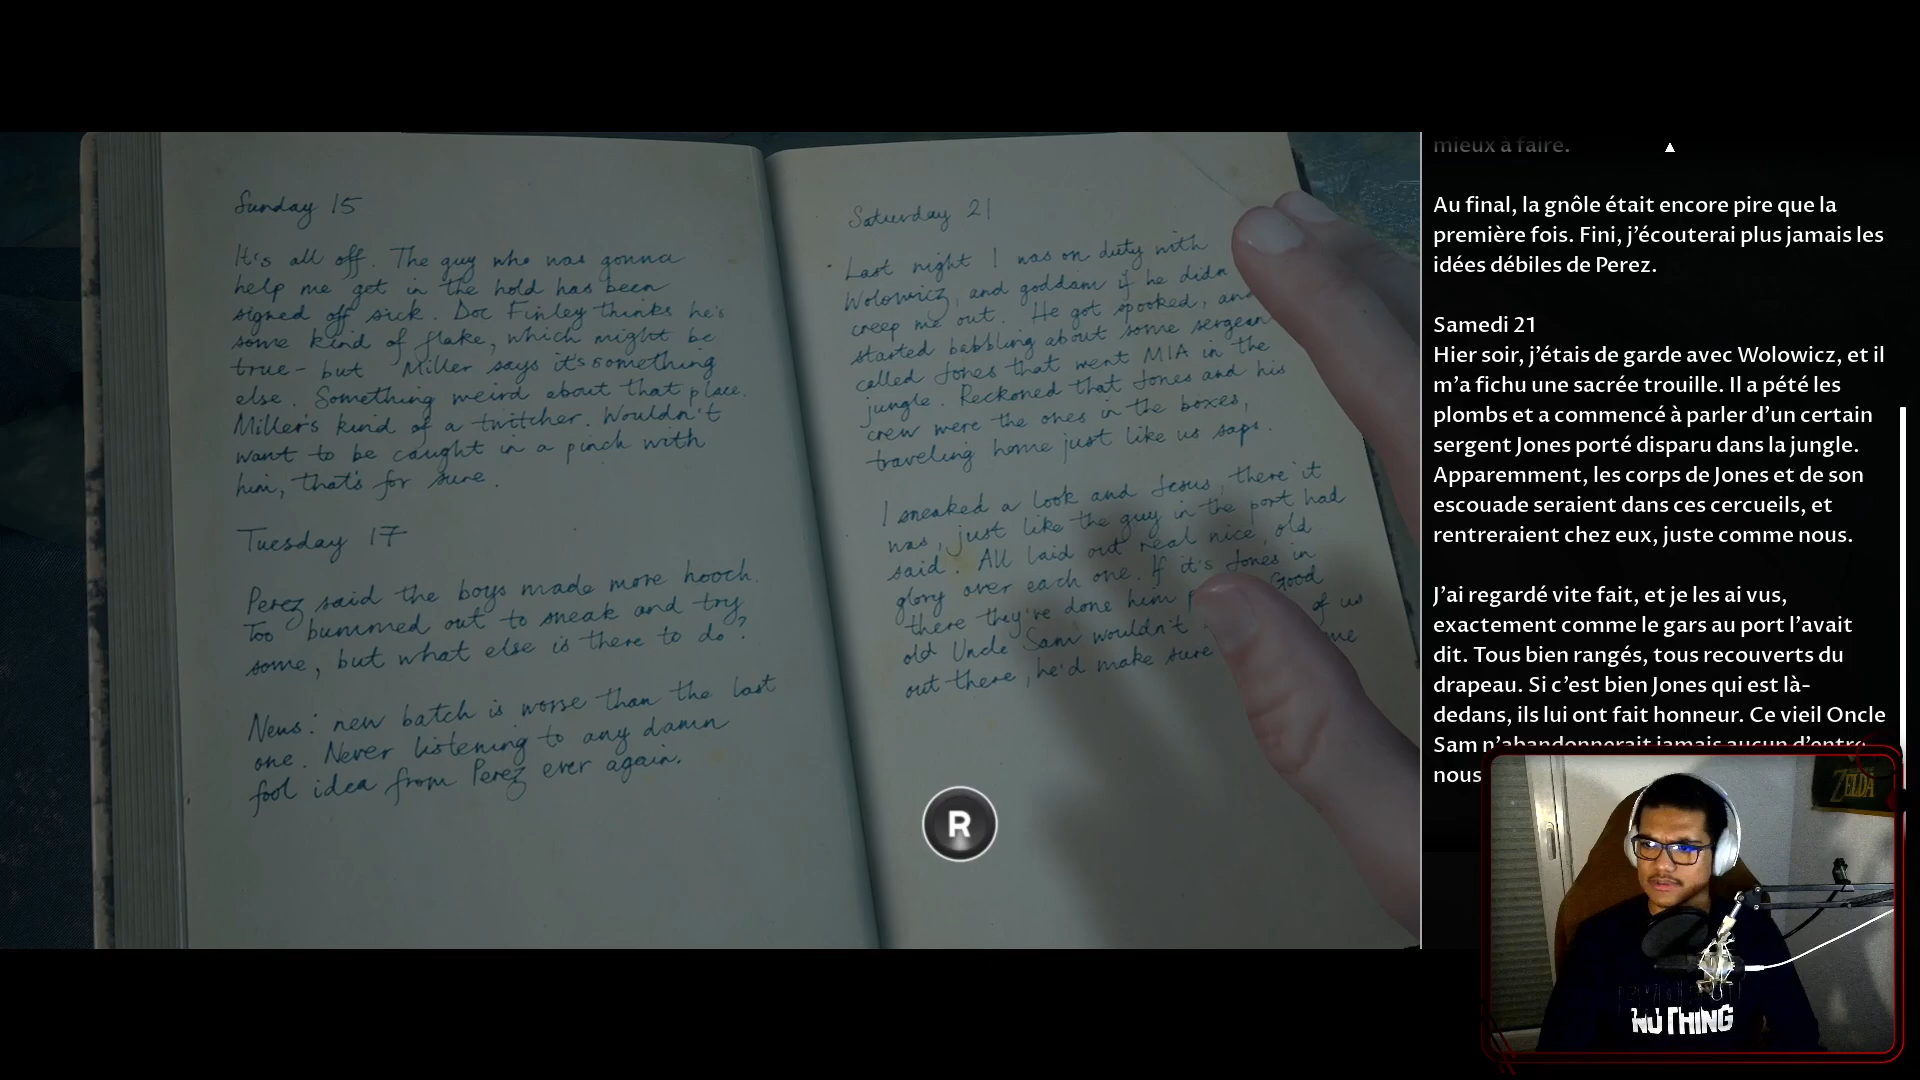 Sunday 15
It's all off. The guy who was gonna
help me get in the hold has been
signed off sick. Doc Finley thinks he's
some kind of flake, which might be
true - but Miller says it's something
else. Something weird about that place.
Miller's kind of a twitcher. Wouldn't
want to be caught in a pinch with
him, that's for sure.
Tuesday 17
Perez said the boys made more hooch.
Too bummed out to sneak and try
some, but what else is there to do?
News: new batch is worse than the last
one. Never listening to any damn
fool idea from Perez ever again.
Saturday 21
Last night I was on duty with
Wolowicz, and goddam if he didn
creep me out. He got spooked, and
started babbling about some sergean
called Jones that went MIA in the
jungle. Reckoned that Jones and his
crew were the ones in the boxes,
traveling home just like us saps.
I sneaked a look and Jesus, there it
was, just like the guy in the port had
said. All laid out real nice, old
glory over each one. If it's Jones in
there they're done him Good
old Uncle Sam wouldn't of us
out there, he'd make sure
R
mieux à faire.
Au final, la gnôle était encore pire que la
première fois. Fini, j'écouterai plus jamais les
idées débiles de Perez.
Samedi 21
Hier soir, j'étais de garde avec Wolowicz, et il
m'a fichu une sacrée trouille. Il a pété les
plombs et a commencé à parler d'un certain
sergent Jones porté disparu dans la jungle.
Apparemment, les corps de Jones et de son
escouade seraient dans ces cercueils, et
rentreraient chez eux, juste comme nous.
J'ai regardé vite fait, et je les ai vus,
exactement comme le gars au port l'avait
dit. Tous bien rangés, tous recouverts du
drapeau. Si c'est bien Jones qui est là-
dedans, ils lui ont fait honneur. Ce vieil Oncle
Sam n'abandonnerait jamais aucun d'entre
nous
ZELDA
NOTHING